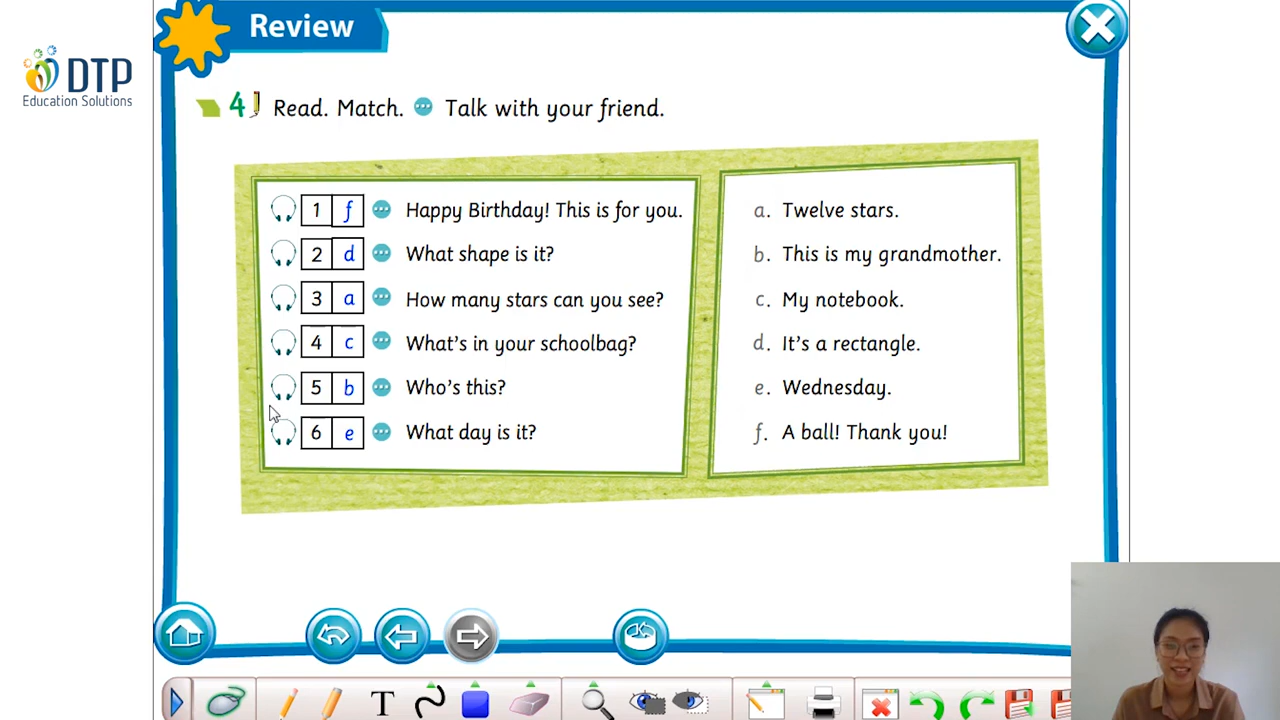 DTP
Education Solutions
Review
4 Read. Match. Talk with your friend.
1 f Happy Birthday! This is for you.
2 d What shape is it?
3 a How many stars can you see?
4 c What's in your schoolbag?
5 b Who's this?
6 e What day is it?
a. Twelve stars.
b. This is my grandmother.
c. My notebook.
d. It's a rectangle.
e. Wednesday.
f. A ball! Thank you!
T